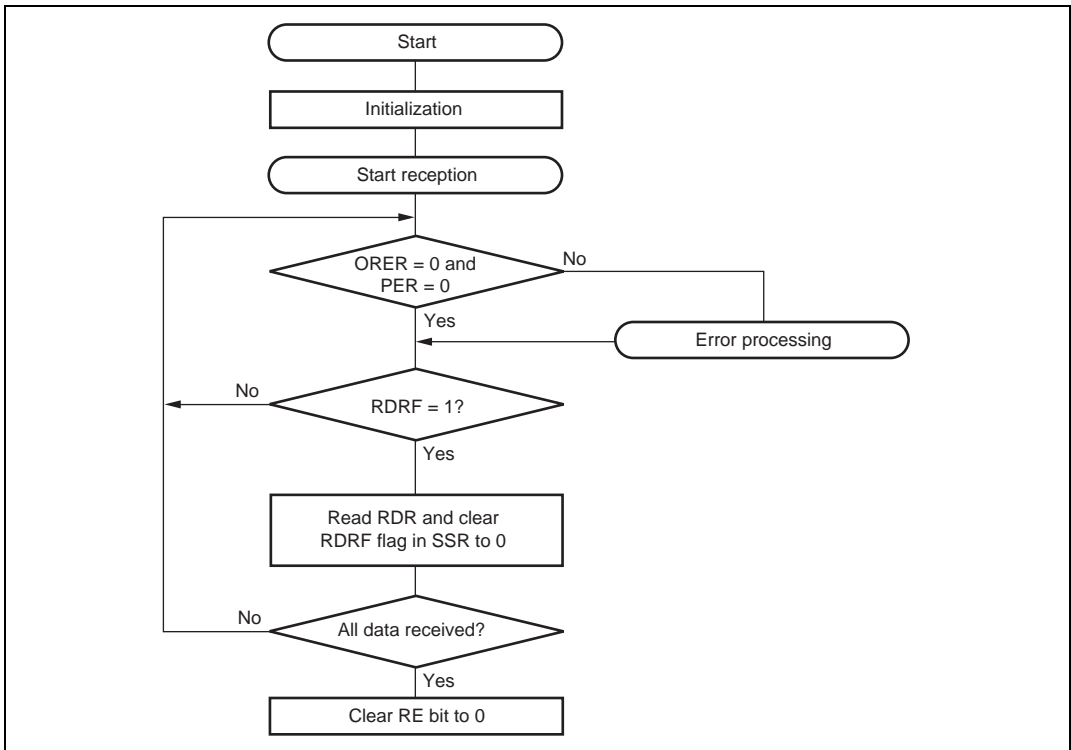 Start
Initialization
Start reception
ORER = 0 and
PER = 0
No
Yes
Error processing
No
RDRF = 1?
Yes
Read RDR and clear
RDRF flag in SSR to 0
No
All data received?
Yes
Clear RE bit to 0